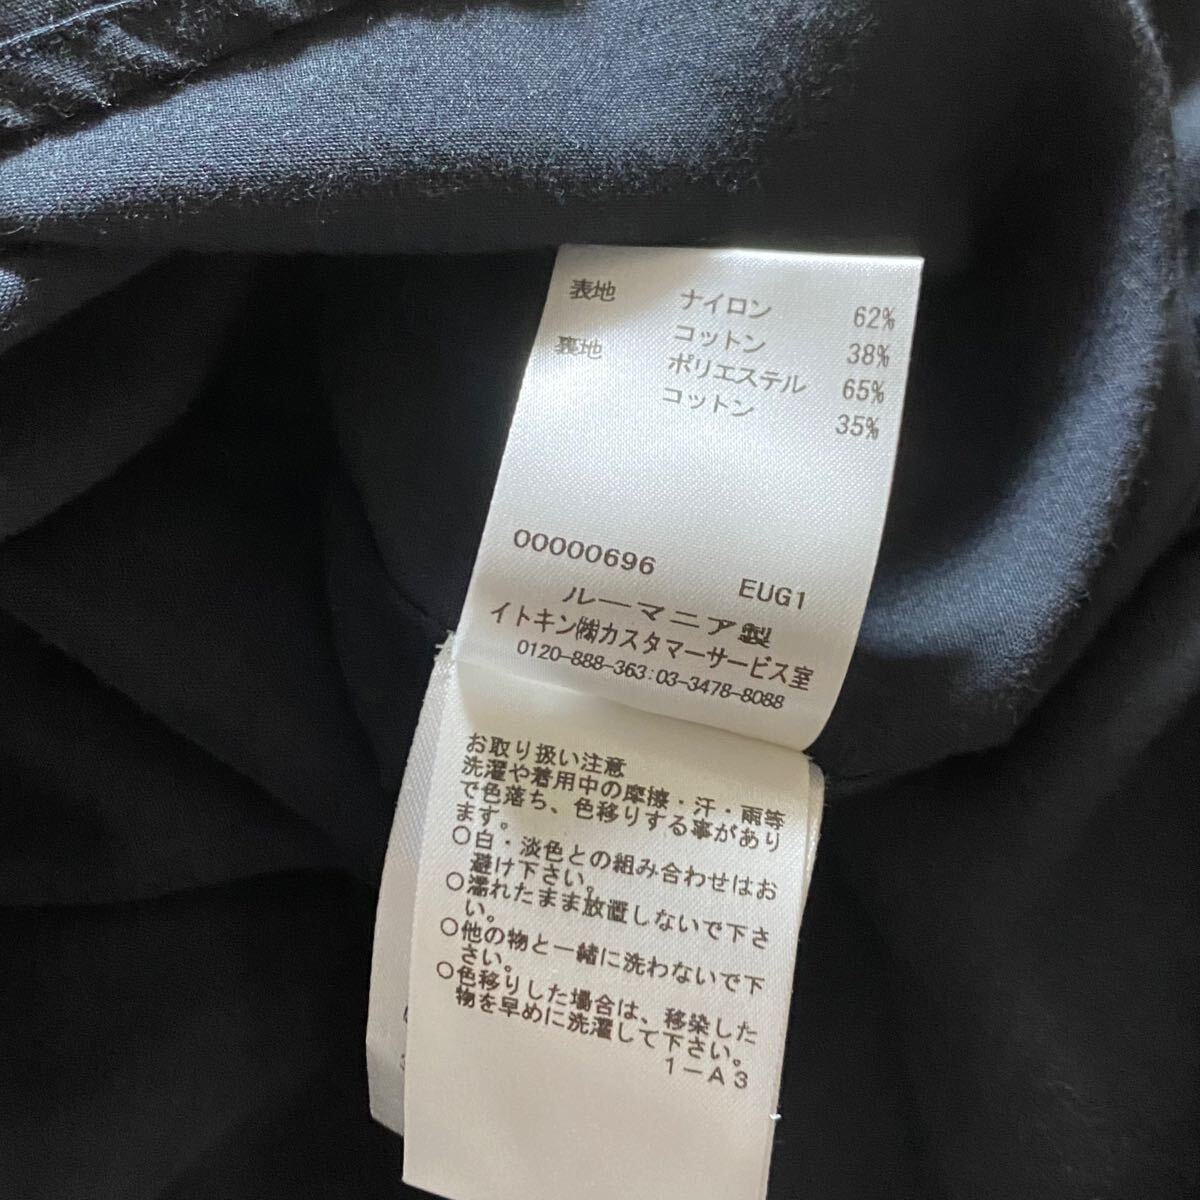 表地 ナイロン 62%
コットン 38%
裏地 ポリエステル 65%
コットン 35%
00000696 EUG1
ルーマニア製
イトキン㈱カスタマーサービス室
0120-888-363:03-3478-8088
お取り扱い注意
洗濯や着用中の摩擦・汗・雨等
で色落ち、色移りする事があり
ます。
○白・淡色との組み合わせはお
避け下さい。
○濡れたまま放置しないで下さ
い。
○他の物と一緒に洗わないで下
さい。
○色移りした場合は、移染した
物を早めに洗濯して下さい。
1-A3